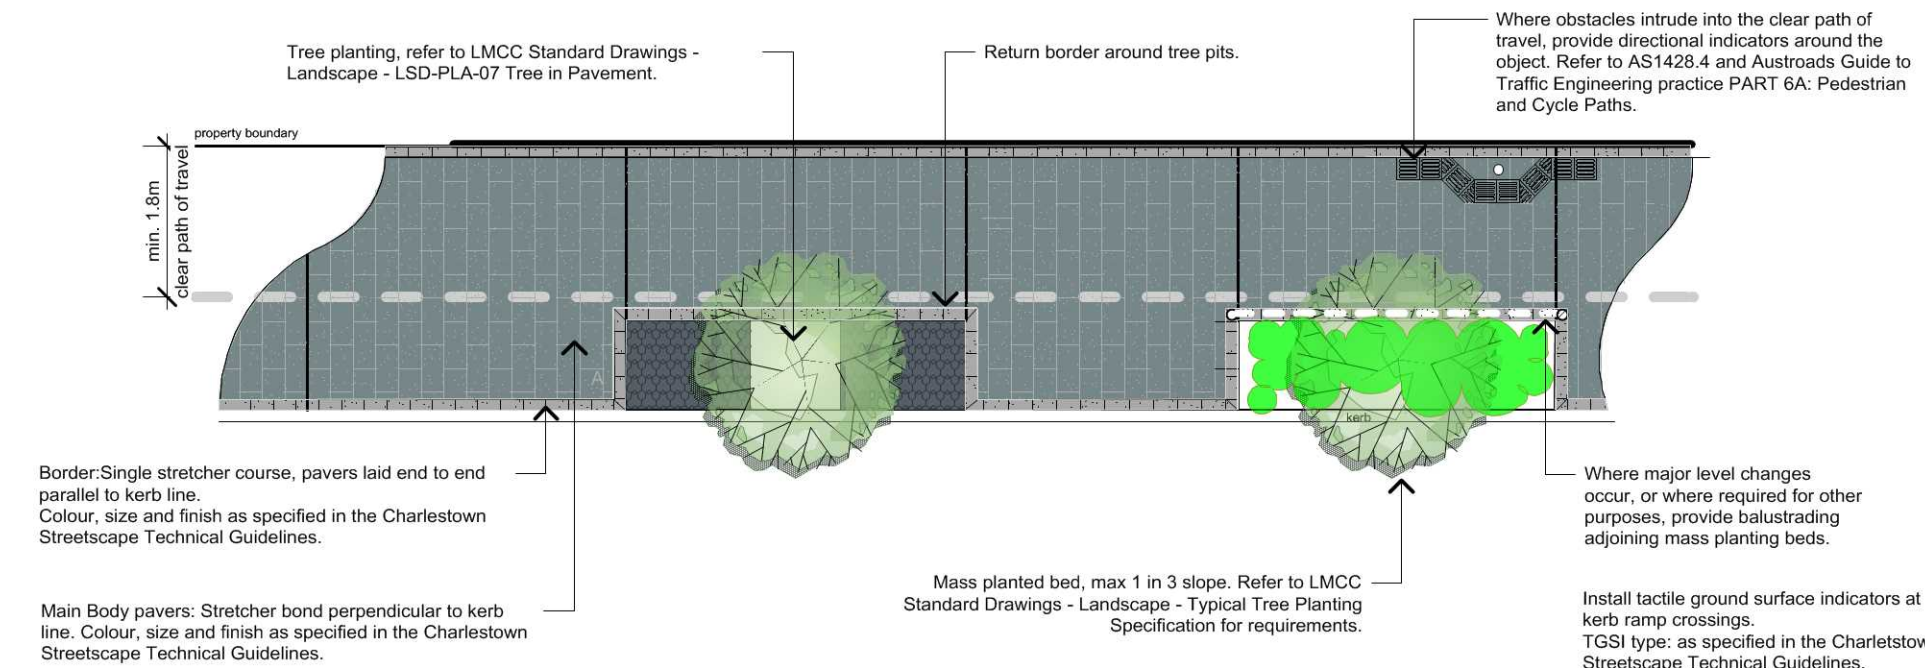 Where obstacles intrude into the clear path of
travel, provide directional indicators around the
object. Refer to AS1428.4 and Austroads Guide to
Traffic Engineering practice PART 6A: Pedestrian
and Cycle Paths.
Tree planting, refer to LMCC Standard Drawings -
Landscape - LSD-PLA-07 Tree in Pavement.
Return border around tree pits.
property boundary
min. 1.8m
clear path of travel
A
kerb
Border:Single stretcher course, pavers laid end to end
parallel to kerb line.
Colour, size and finish as specified in the Charlestown
Streetscape Technical Guidelines.
Where major level changes
occur, or where required for other
purposes, provide balustrading
adjoining mass planting beds.
Mass planted bed, max 1 in 3 slope. Refer to LMCC
Standard Drawings - Landscape - Typical Tree Planting
Specification for requirements.
Main Body pavers: Stretcher bond perpendicular to kerb
line. Colour, size and finish as specified in the Charlestown
Streetscape Technical Guidelines.
Install tactile ground surface indicators at
kerb ramp crossings.
TGSI type: as specified in the Charletstow
Streetscape Technical Guidelines.